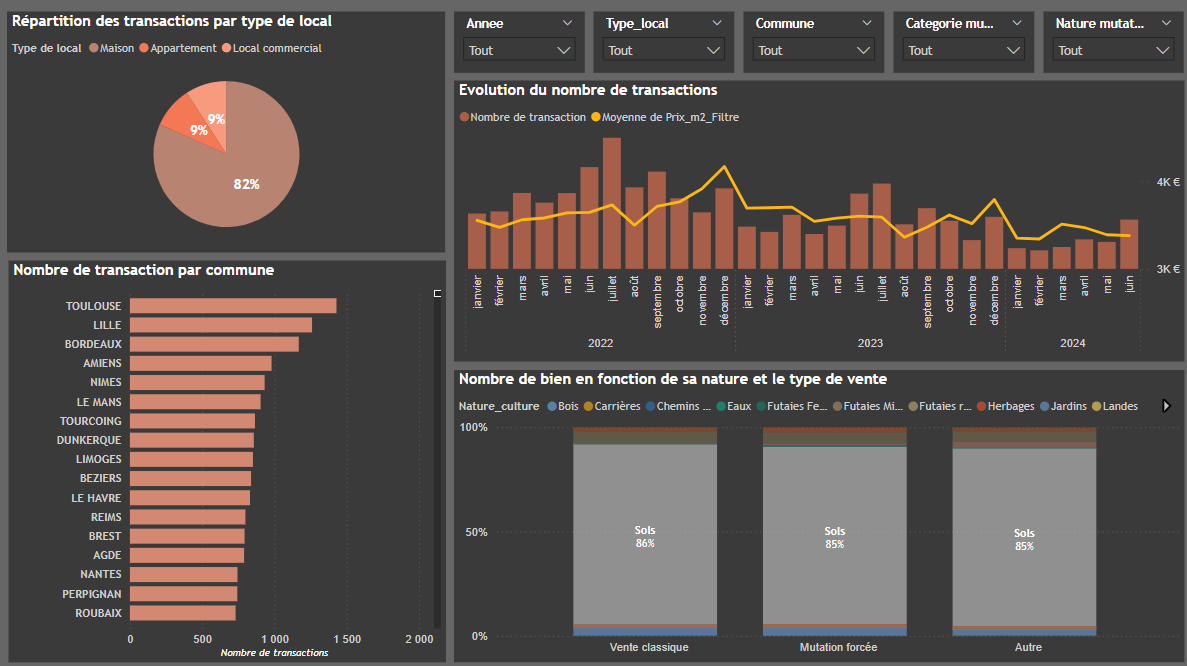 Répartition des transactions par type de local
Type de local Maison Appartement Local commercial
9%
9%
82%
Annee
Tout
Type_local
Tout
Commune
Tout
Categorie mu...
Tout
Nature mutat...
Tout
Evolution du nombre de transactions
Nombre de transaction Moyenne de Prix_m2_Filtre
4K €
3K €
janvier février mars avril mai juin juillet août septembre octobre novembre décembre janvier février mars avril mai juin juillet août septembre octobre novembre décembre janvier février mars avril mai juin
2022 2023 2024
Nombre de transaction par commune
TOULOUSE
LILLE
BORDEAUX
AMIENS
NIMES
LE MANS
TOURCOING
DUNKERQUE
LIMOGES
BEZIERS
LE HAVRE
REIMS
BREST
AGDE
NANTES
PERPIGNAN
ROUBAIX
0 500 1 000 1 500 2 000
Nombre de transactions
Nombre de bien en fonction de sa nature et le type de vente
Nature_culture Bois Carrières Chemins ... Eaux Futaies Fe... Futaies Mi... Futaies r... Herbages Jardins Landes
100%
50%
0%
Sols
86%
Sols
85%
Sols
85%
Vente classique Mutation forcée Autre